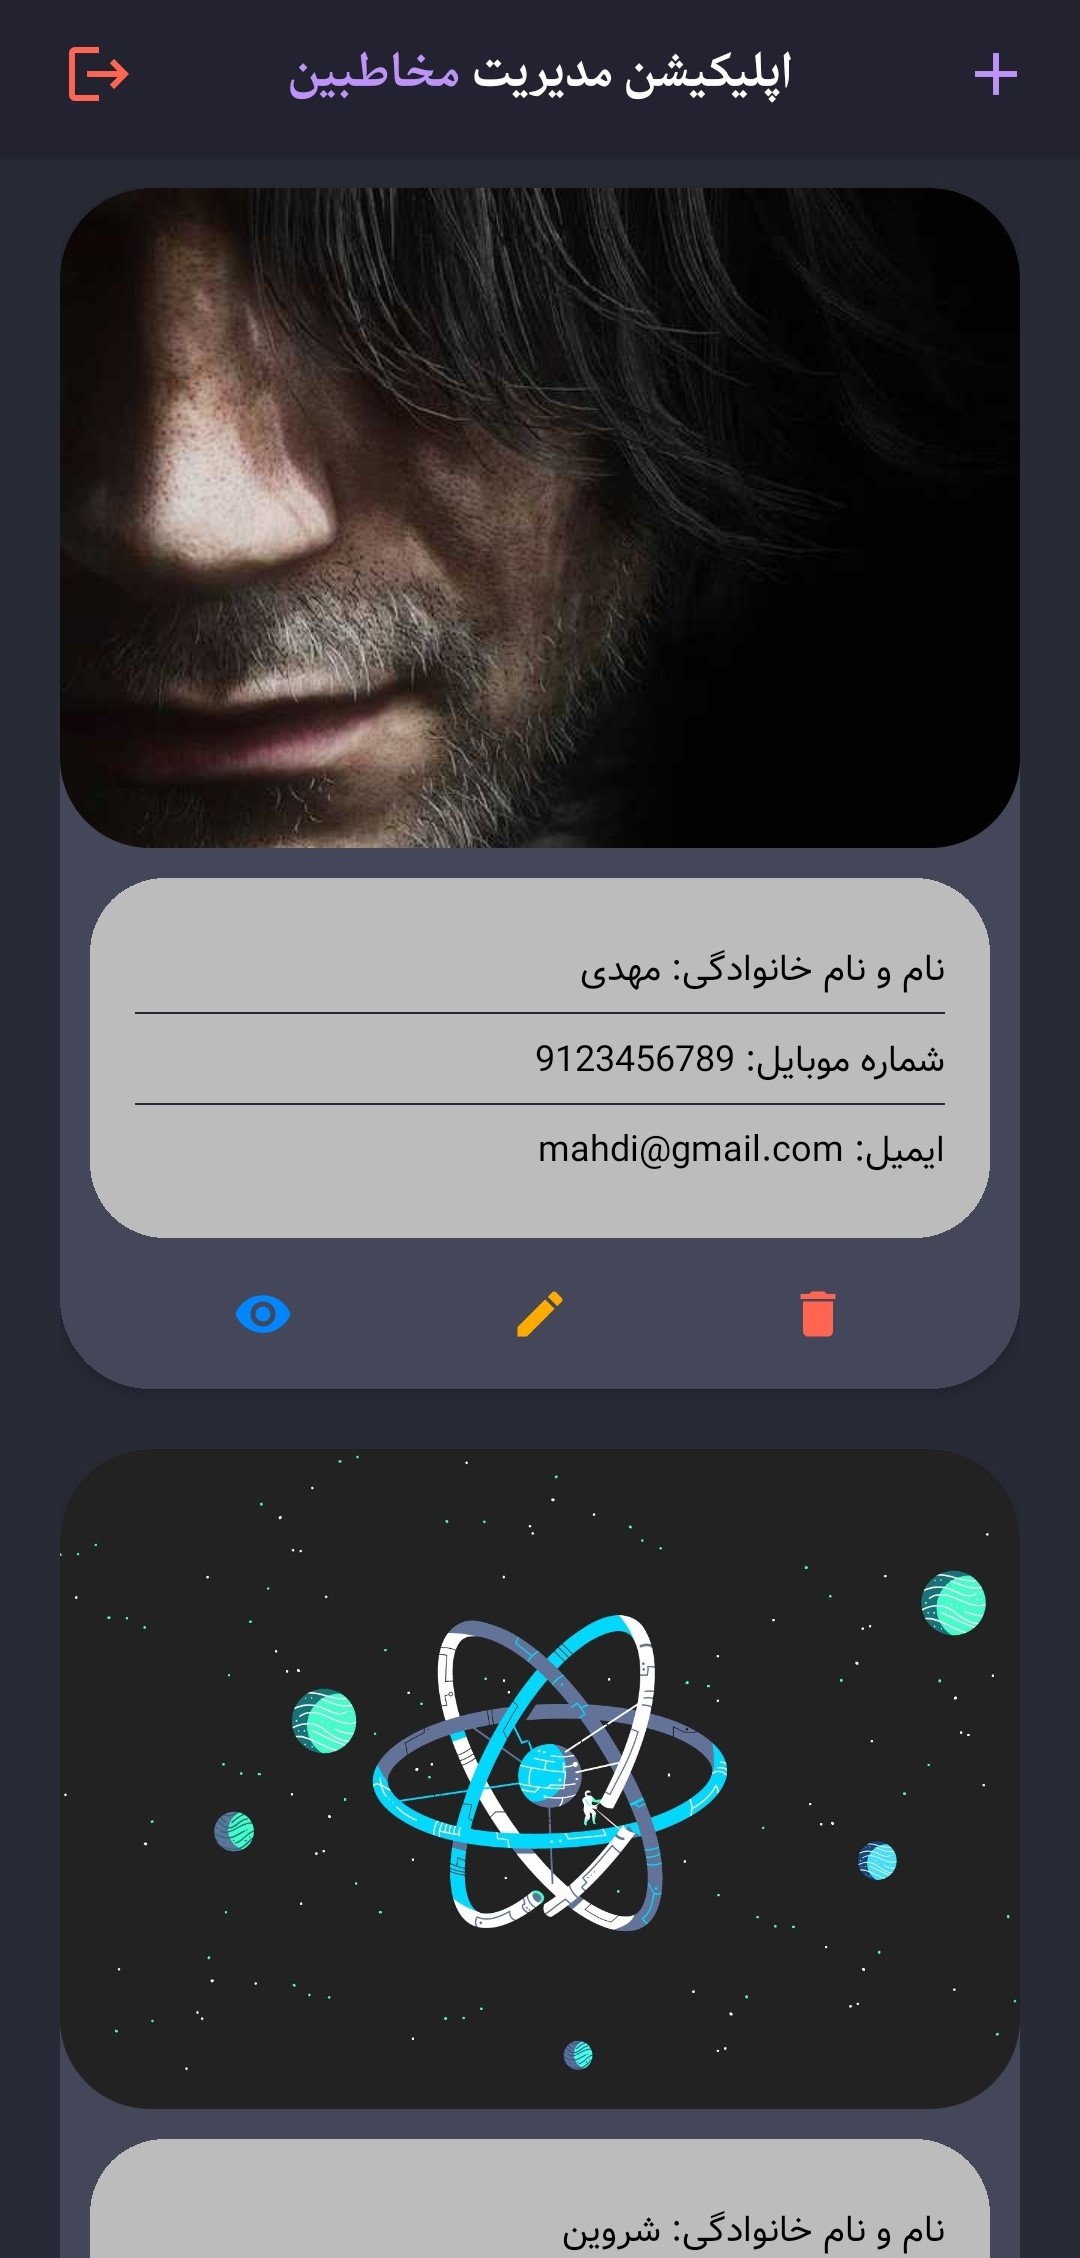 اپلیکیشن مدیریت مخاطبین
نام و نام خانوادگی: مهدی
شماره موبایل: 9123456789
ایمیل: mahdi@gmail.com
نام و نام خانوادگی: شروین